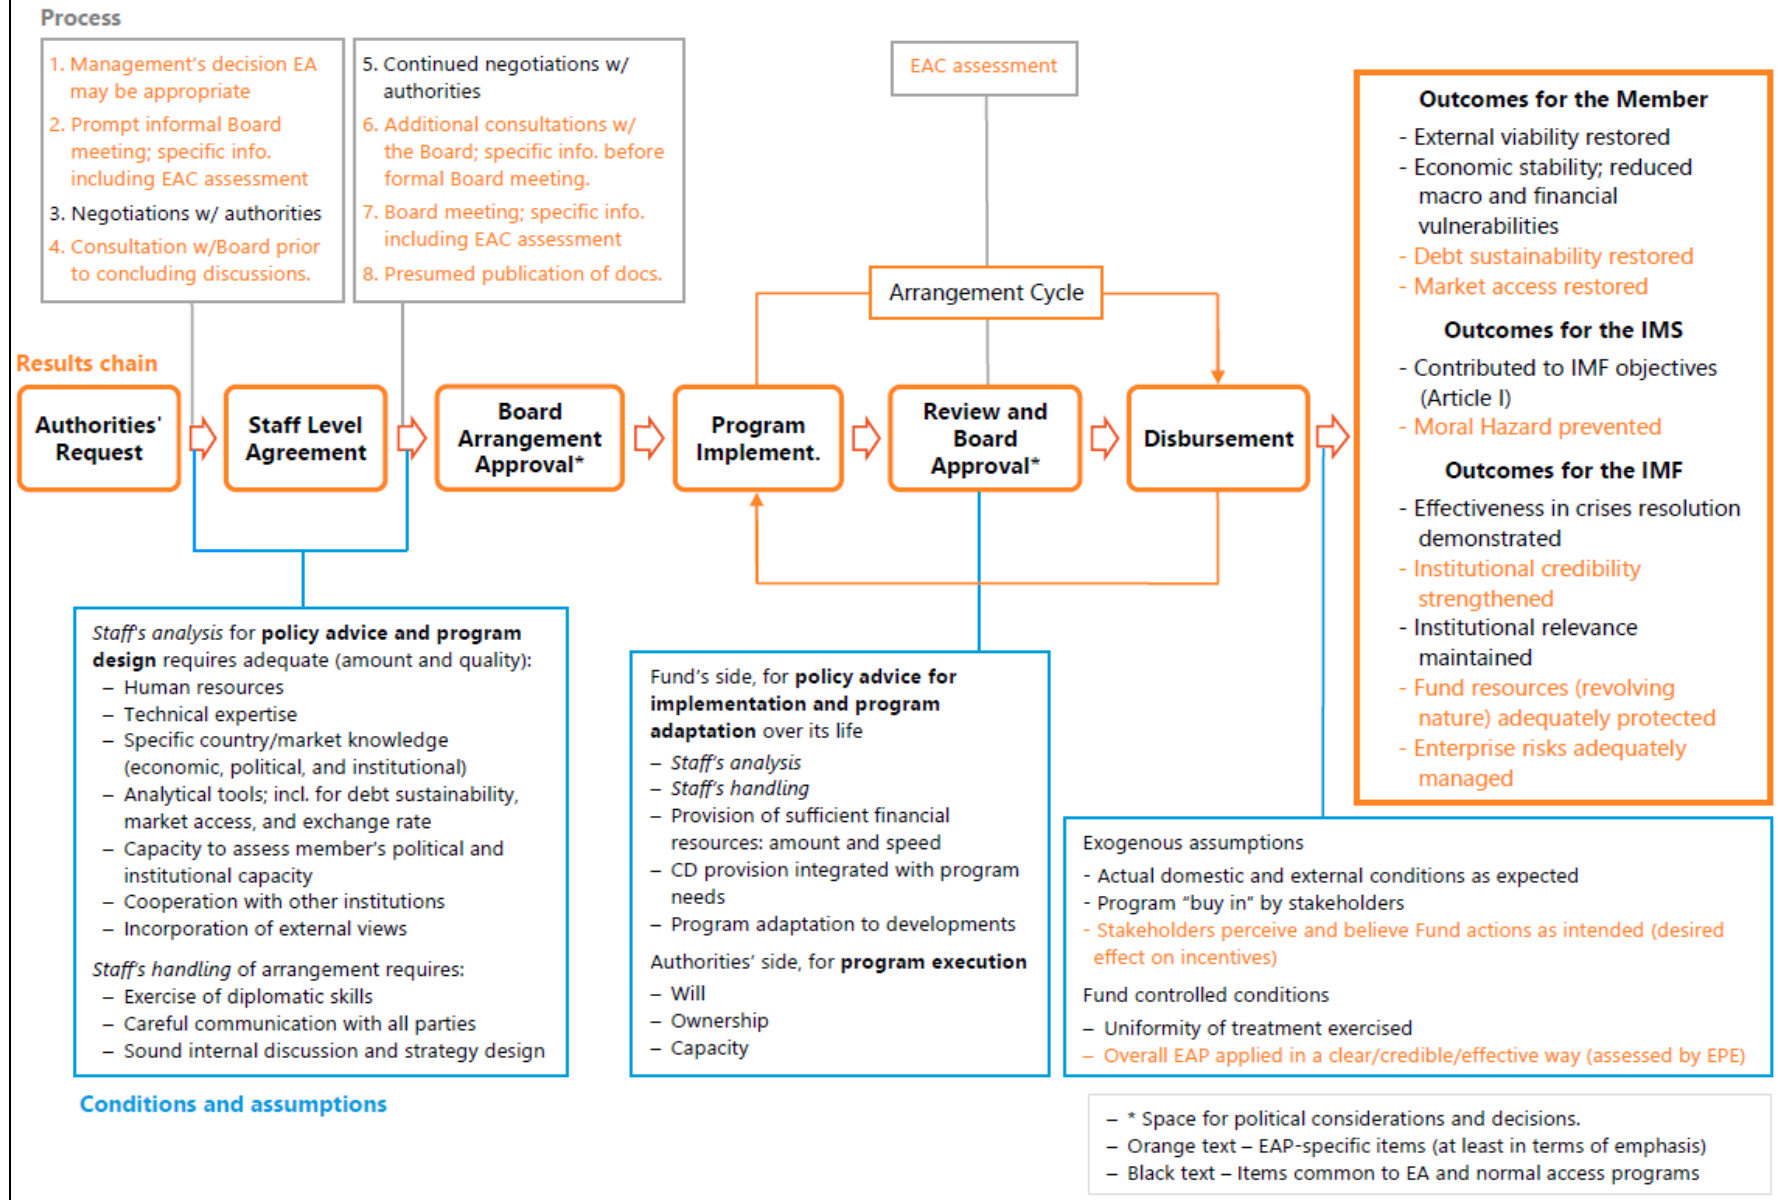 Process
1. Management's decision EA
may be appropriate
2. Prompt informal Board
meeting; specific info.
including EAC assessment
3. Negotiations w/ authorities
4. Consultation w/Board prior
to concluding discussions.
5. Continued negotiations w/
authorities
6. Additional consultations w/
the Board; specific info. before
formal Board meeting.
7. Board meeting; specific info.
including EAC assessment
8. Presumed publication of docs.
EAC assessment
Arrangement Cycle
Results chain
Authorities'
Request
Staff Level
Agreement
Board
Arrangement
Approval*
Program
Implement.
Review and
Board
Approval*
Disbursement
Outcomes for the Member
- External viability restored
- Economic stability; reduced
macro and financial
vulnerabilities
- Debt sustainability restored
- Market access restored
Outcomes for the IMS
- Contributed to IMF objectives
(Article I)
- Moral Hazard prevented
Outcomes for the IMF
- Effectiveness in crises resolution
demonstrated
- Institutional credibility
strengthened
- Institutional relevance
maintained
- Fund resources (revolving
nature) adequately protected
- Enterprise risks adequately
managed
Staff's analysis for policy advice and program
design requires adequate (amount and quality):
– Human resources
– Technical expertise
– Specific country/market knowledge
(economic, political, and institutional)
– Analytical tools; incl. for debt sustainability,
market access, and exchange rate
– Capacity to assess member's political and
institutional capacity
– Cooperation with other institutions
– Incorporation of external views
Staff's handling of arrangement requires:
– Exercise of diplomatic skills
– Careful communication with all parties
– Sound internal discussion and strategy design
Fund's side, for policy advice for
implementation and program
adaptation over its life
– Staff's analysis
– Staff's handling
– Provision of sufficient financial
resources: amount and speed
– CD provision integrated with program
needs
– Program adaptation to developments
Authorities' side, for program execution
– Will
– Ownership
– Capacity
Exogenous assumptions
- Actual domestic and external conditions as expected
- Program "buy in" by stakeholders
- Stakeholders perceive and believe Fund actions as intended (desired
effect on incentives)
Fund controlled conditions
– Uniformity of treatment exercised
– Overall EAP applied in a clear/credible/effective way (assessed by EPE)
Conditions and assumptions
– * Space for political considerations and decisions.
– Orange text – EAP-specific items (at least in terms of emphasis)
– Black text – Items common to EA and normal access programs